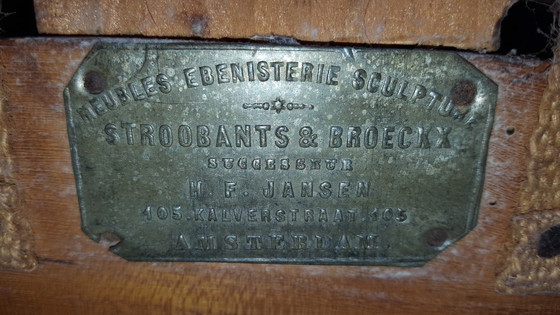 MEUBLES EBENISTERIE SCULPTURE
STROOBANTS & BROECKX
SUCCESSEUR
H. F. JANSEN
105. KALVERSTRAAT. 105
AMSTERDAM.